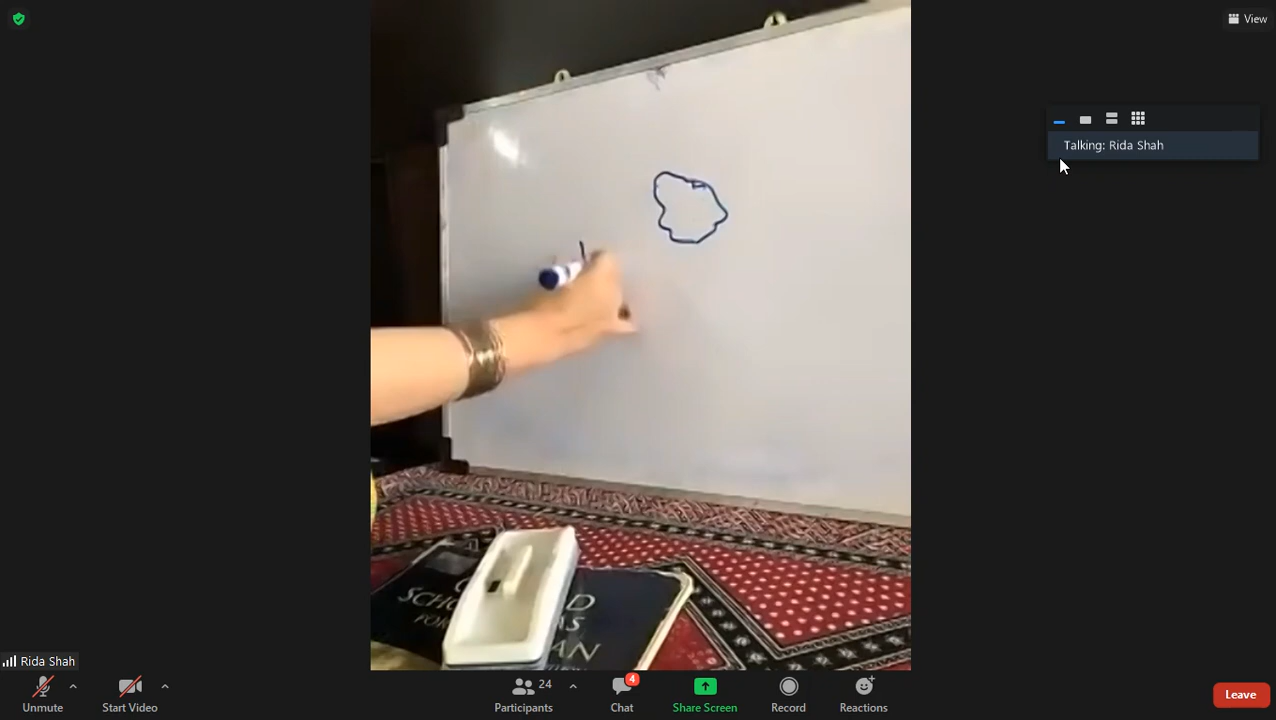 View
Talking: Rida Shah
Rida Shah
Unmute
Start Video
24
Participants
4
Chat
Share Screen
Record
Reactions
Leave